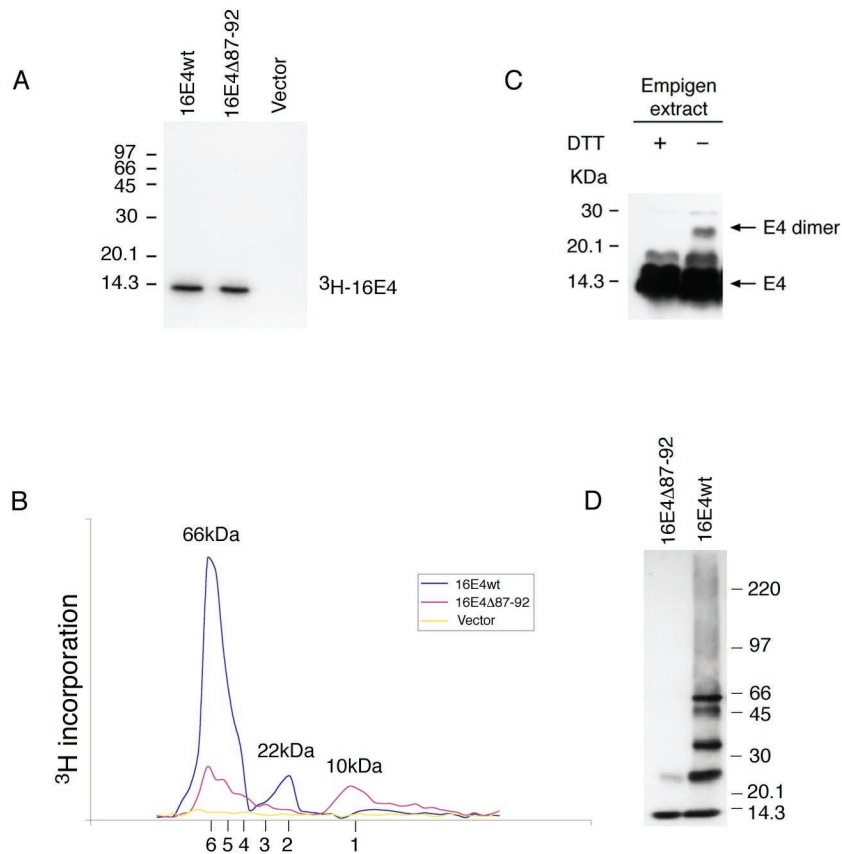 A
16E4wt
16E4Δ87-92
Vector
97
66
45
30
20.1
14.3
³H-16E4
C
Empigen
extract
DTT + −
KDa
30
20.1
14.3
E4 dimer
E4
B
66kDa
22kDa
10kDa
16E4wt
16E4Δ87-92
Vector
³H incorporation
6 5 4 3 2 1
D
16E4Δ87-92
16E4wt
220
97
66
45
30
20.1
14.3